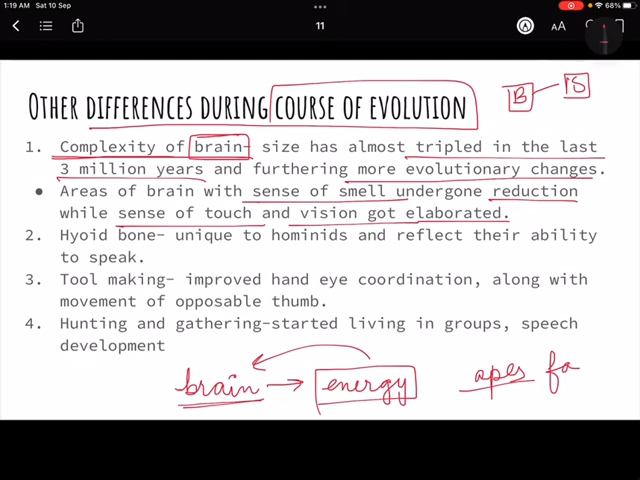 1:19 AM Sat 10 Sep
68%
11
AA
OTHER DIFFERENCES DURING COURSE OF EVOLUTION
B
1. Complexity of brain- size has almost tripled in the last
3 million years and furthering more evolutionary changes.
● Areas of brain with sense of smell undergone reduction
while sense of touch and vision got elaborated.
2. Hyoid bone- unique to hominids and reflect their ability
to speak.
3. Tool making- improved hand eye coordination, along with
movement of opposable thumb.
4. Hunting and gathering-started living in groups, speech
development
brain → energy apes fa